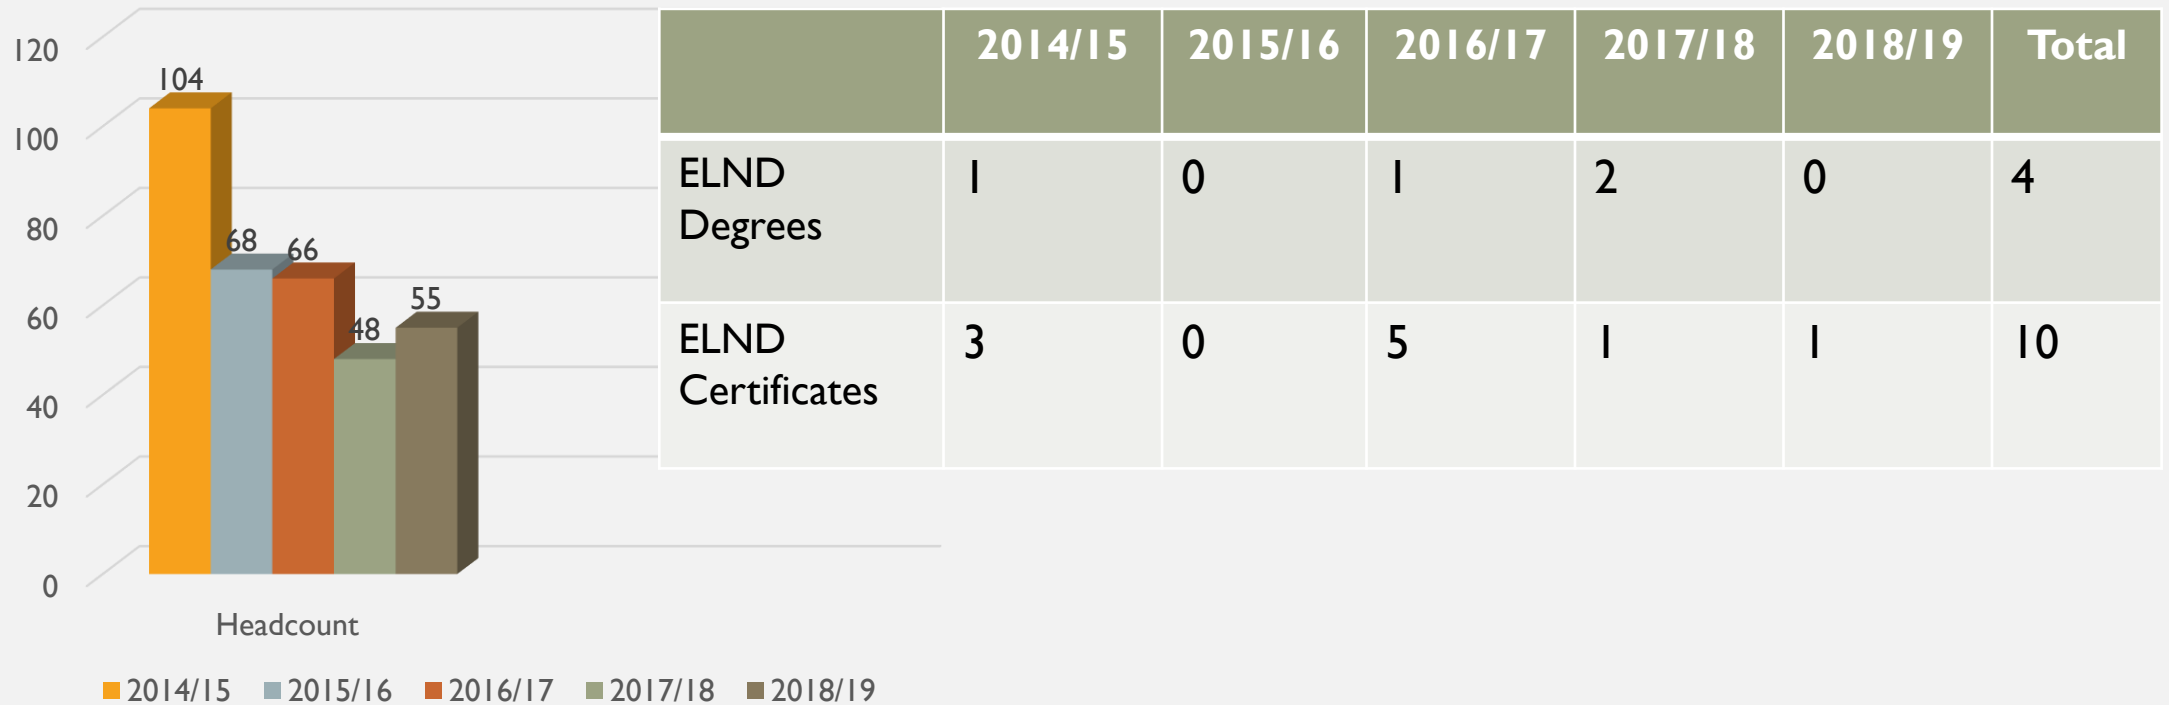 120
100
80
60
40
20
0
104
68
66
48
55
Headcount
2014/15 2015/16 2016/17 2017/18 2018/19
2014/15 2015/16 2016/17 2017/18 2018/19 Total
ELND
Degrees
1 0 1 2 0 4
ELND
Certificates
3 0 5 1 1 10